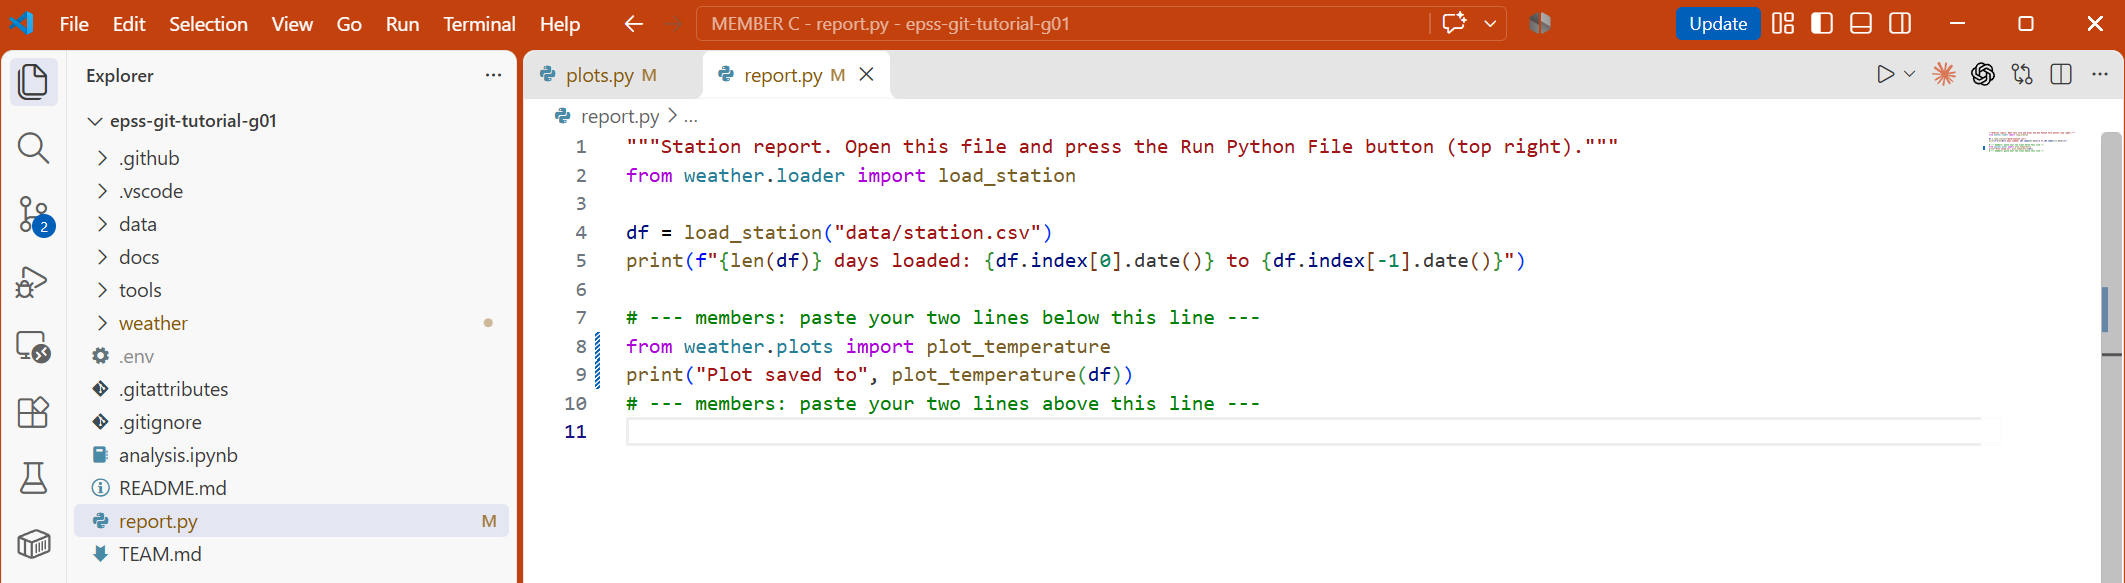 File Edit Selection View Go Run Terminal Help MEMBER C - report.py - epss-git-tutorial-g01 Update
Explorer
epss-git-tutorial-g01
.github
.vscode
data
docs
tools
weather
.env
.gitattributes
.gitignore
analysis.ipynb
README.md
report.py M
TEAM.md
2
plots.py M report.py M
report.py > ...
1 """Station report. Open this file and press the Run Python File button (top right)."""
2 from weather.loader import load_station
3
4 df = load_station("data/station.csv")
5 print(f"{len(df)} days loaded: {df.index[0].date()} to {df.index[-1].date()}")
6
7 # --- members: paste your two lines below this line ---
8 from weather.plots import plot_temperature
9 print("Plot saved to", plot_temperature(df))
10 # --- members: paste your two lines above this line ---
11